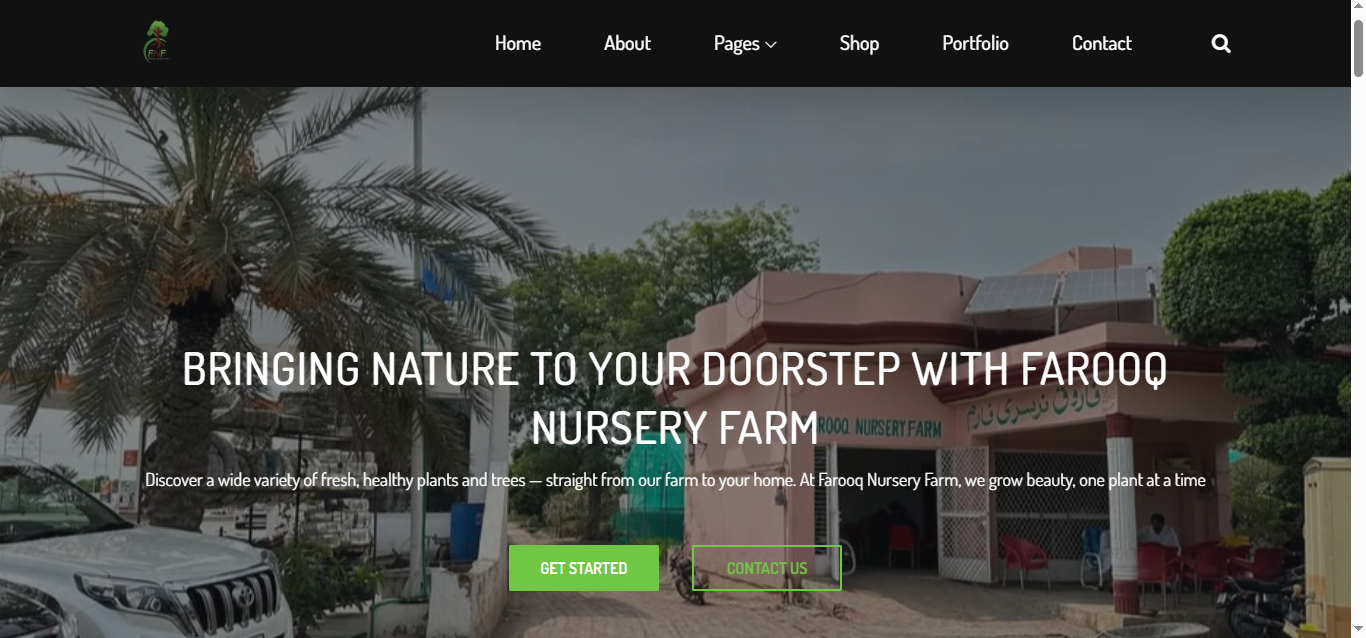 FNF
Home
About
Pages
Shop
Portfolio
Contact
BRINGING NATURE TO YOUR DOORSTEP WITH FAROOQ
NURSERY FARM
ROOQ NURSERY FARM
فاروق نرسری فارم
Discover a wide variety of fresh, healthy plants and trees — straight from our farm to your home. At Farooq Nursery Farm, we grow beauty, one plant at a time
GET STARTED
CONTACT US